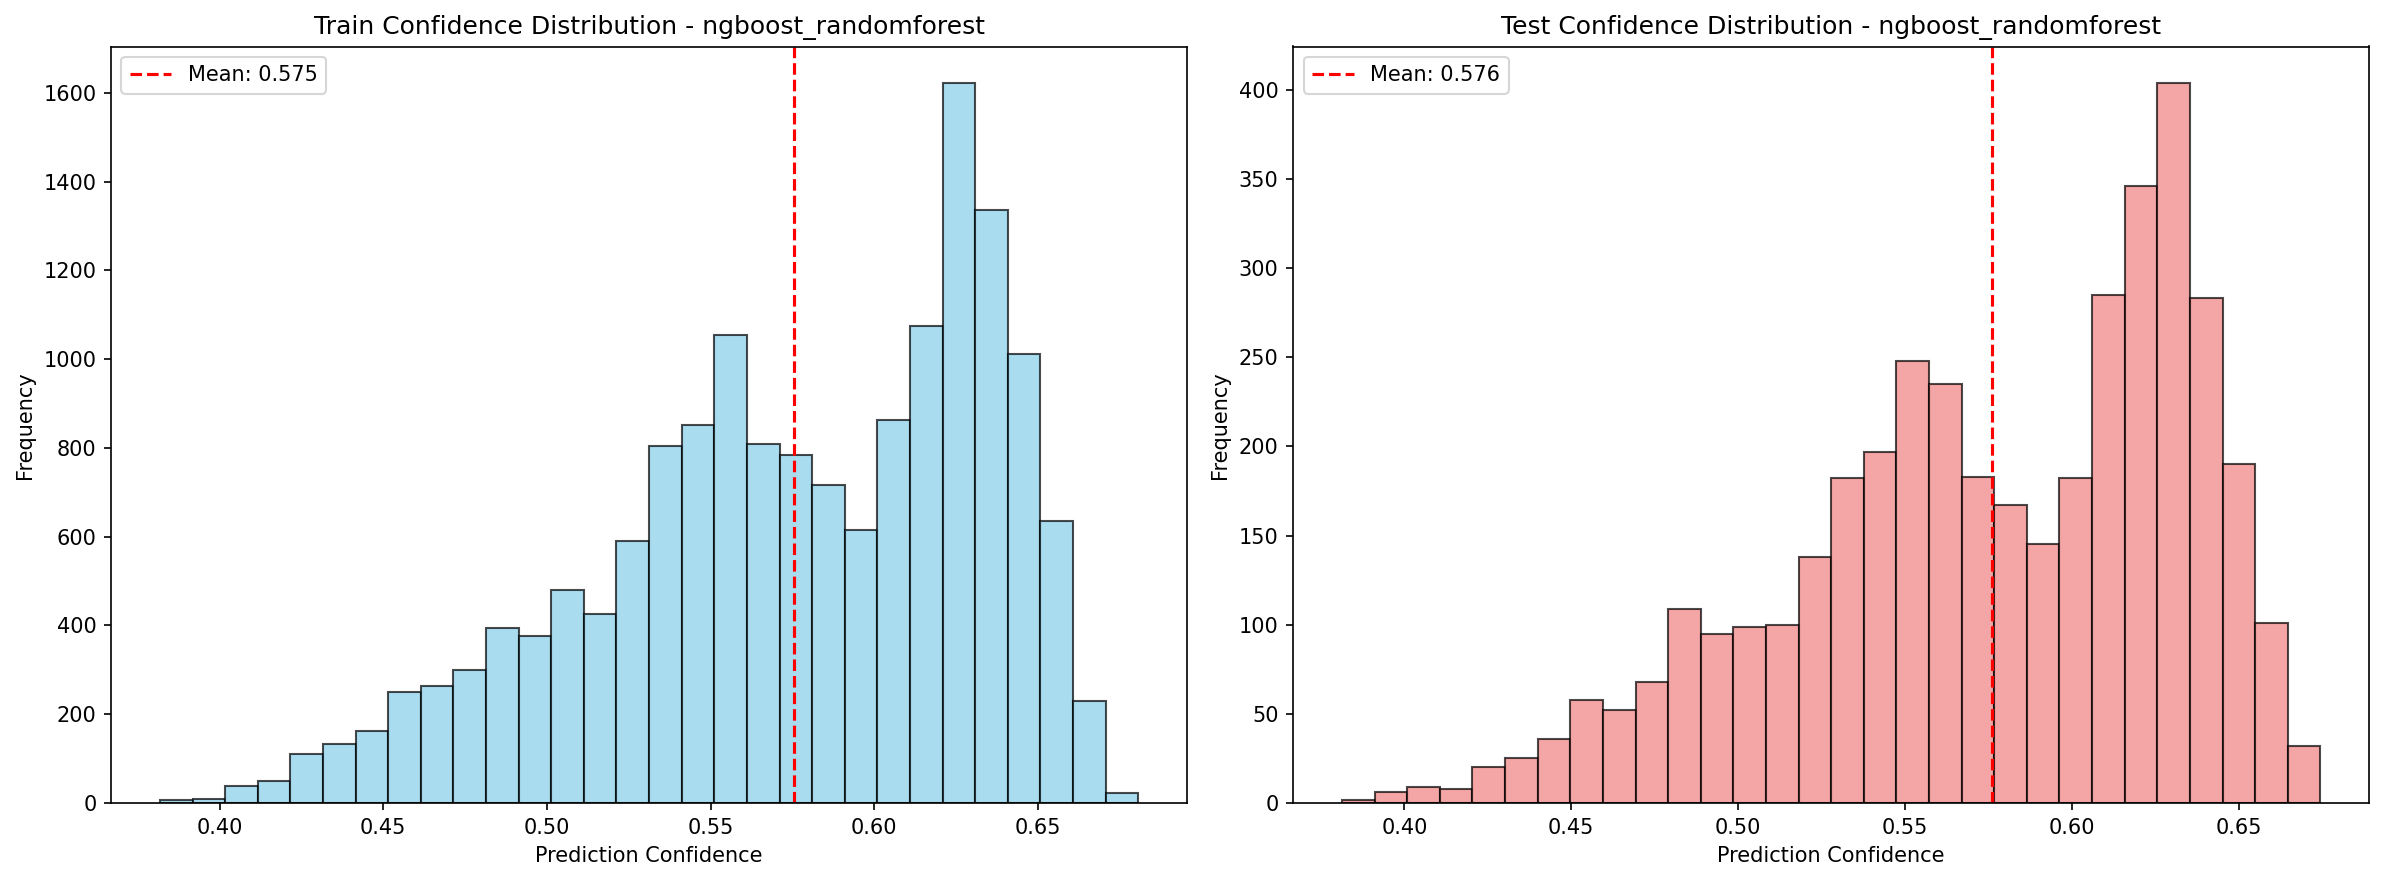 Train Confidence Distribution - ngboost_randomforest
Mean: 0.575
Frequency
1600
1400
1200
1000
800
600
400
200
0
0.40 0.45 0.50 0.55 0.60 0.65
Prediction Confidence
Test Confidence Distribution - ngboost_randomforest
Mean: 0.576
Frequency
400
350
300
250
200
150
100
50
0
0.40 0.45 0.50 0.55 0.60 0.65
Prediction Confidence